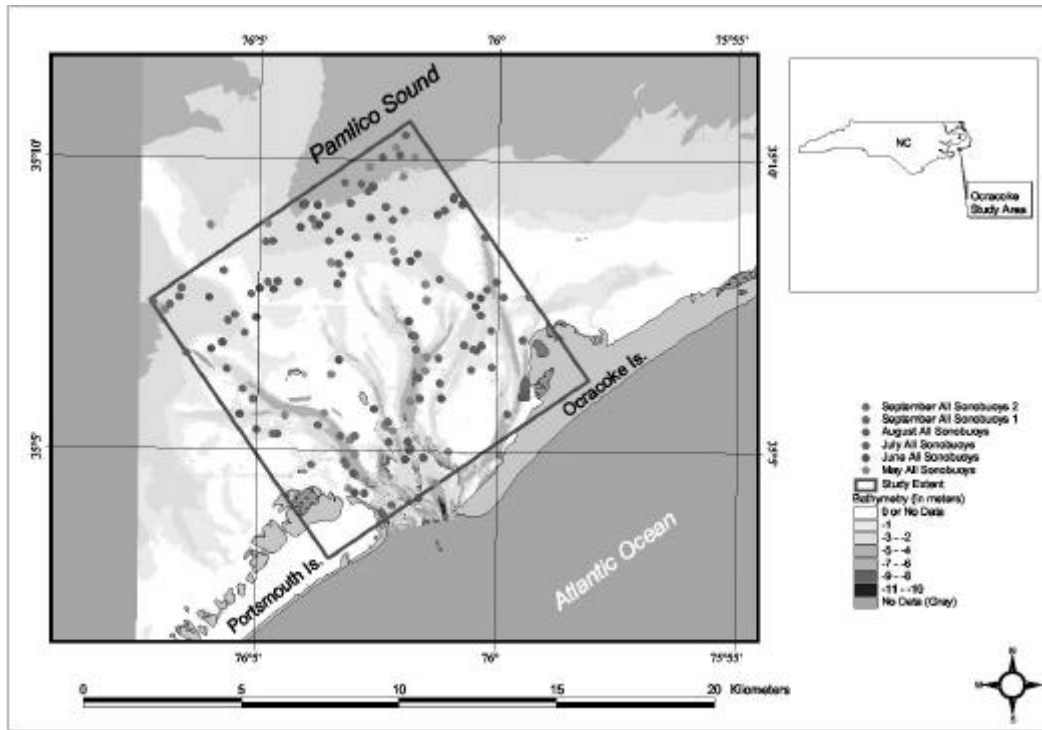 76°5'
76°
75°55'
Pamlico Sound
35°10'
35°10'
NC
Ocracoke
Study Area
Ocracoke Is.
35°5'
35°5'
September All Sonobuoys 2
September All Sonobuoys 1
August All Sonobuoys
July All Sonobuoys
June All Sonobuoys
May All Sonobuoys
Study Extent
Bathymetry (in meters)
0 or No Data
-1
-3 - -2
-5 - -4
-7 - -6
-9 - -8
-11 - -10
No Data (Gray)
Atlantic Ocean
Portsmouth Is.
76°5'
76°
75°55'
0 5 10 15 20 Kilometers
N
W
S